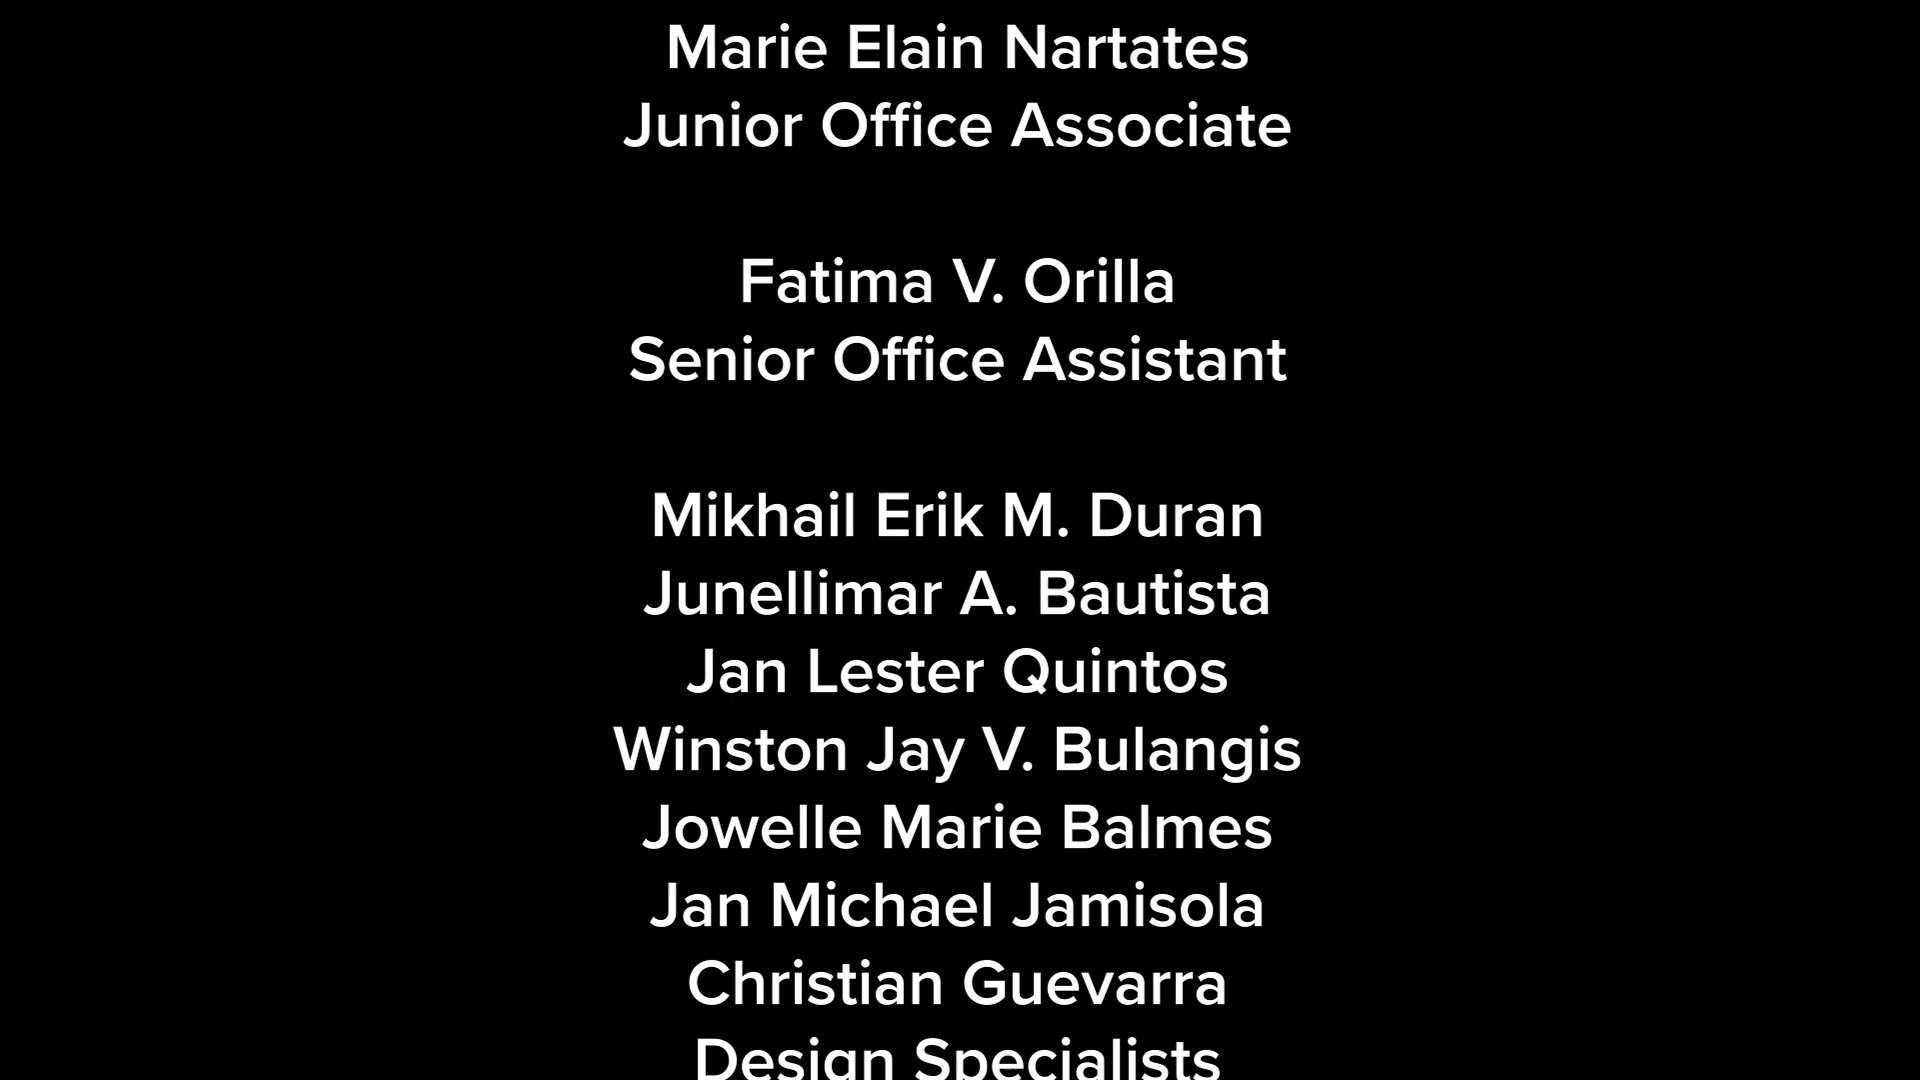 Marie Elain Nartates
Junior Office Associate
Fatima V. Orilla
Senior Office Assistant
Mikhail Erik M. Duran
Junellimar A. Bautista
Jan Lester Quintos
Winston Jay V. Bulangis
Jowelle Marie Balmes
Jan Michael Jamisola
Christian Guevarra
Design Specialists